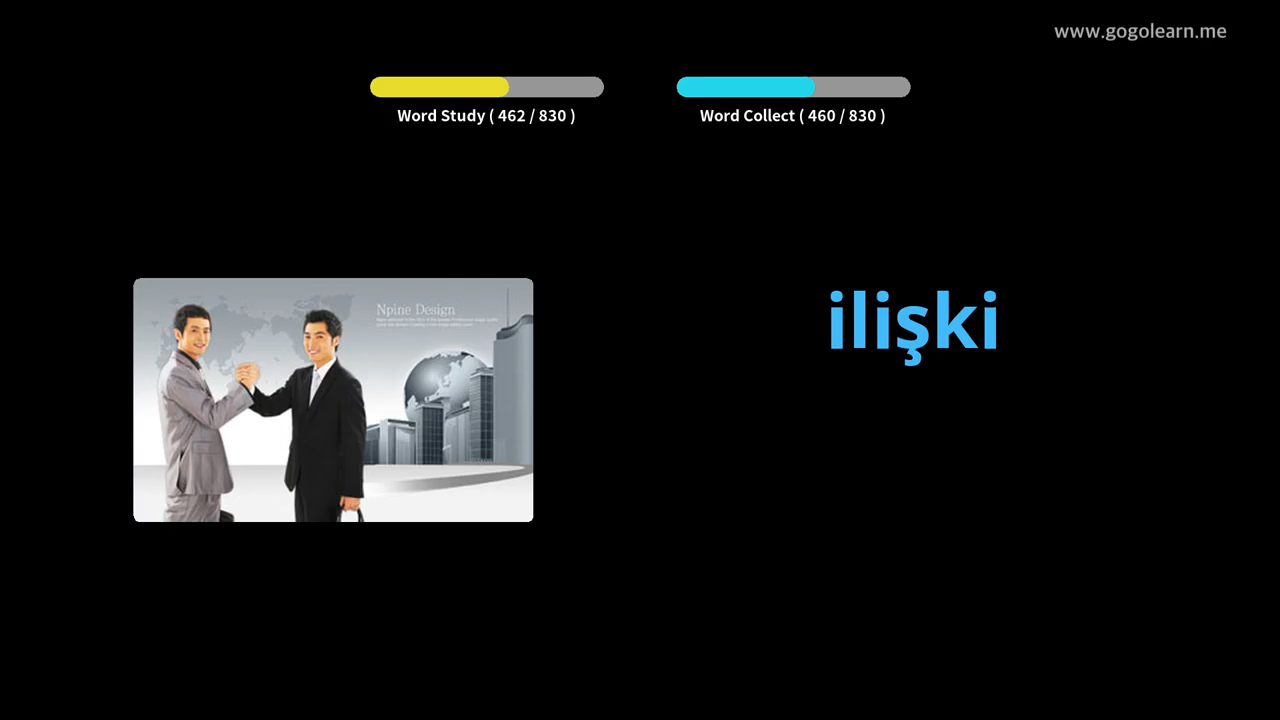 www.gogolearn.me
Word Study ( 462 / 830 )
Word Collect ( 460 / 830 )
Npine Design
ilişki